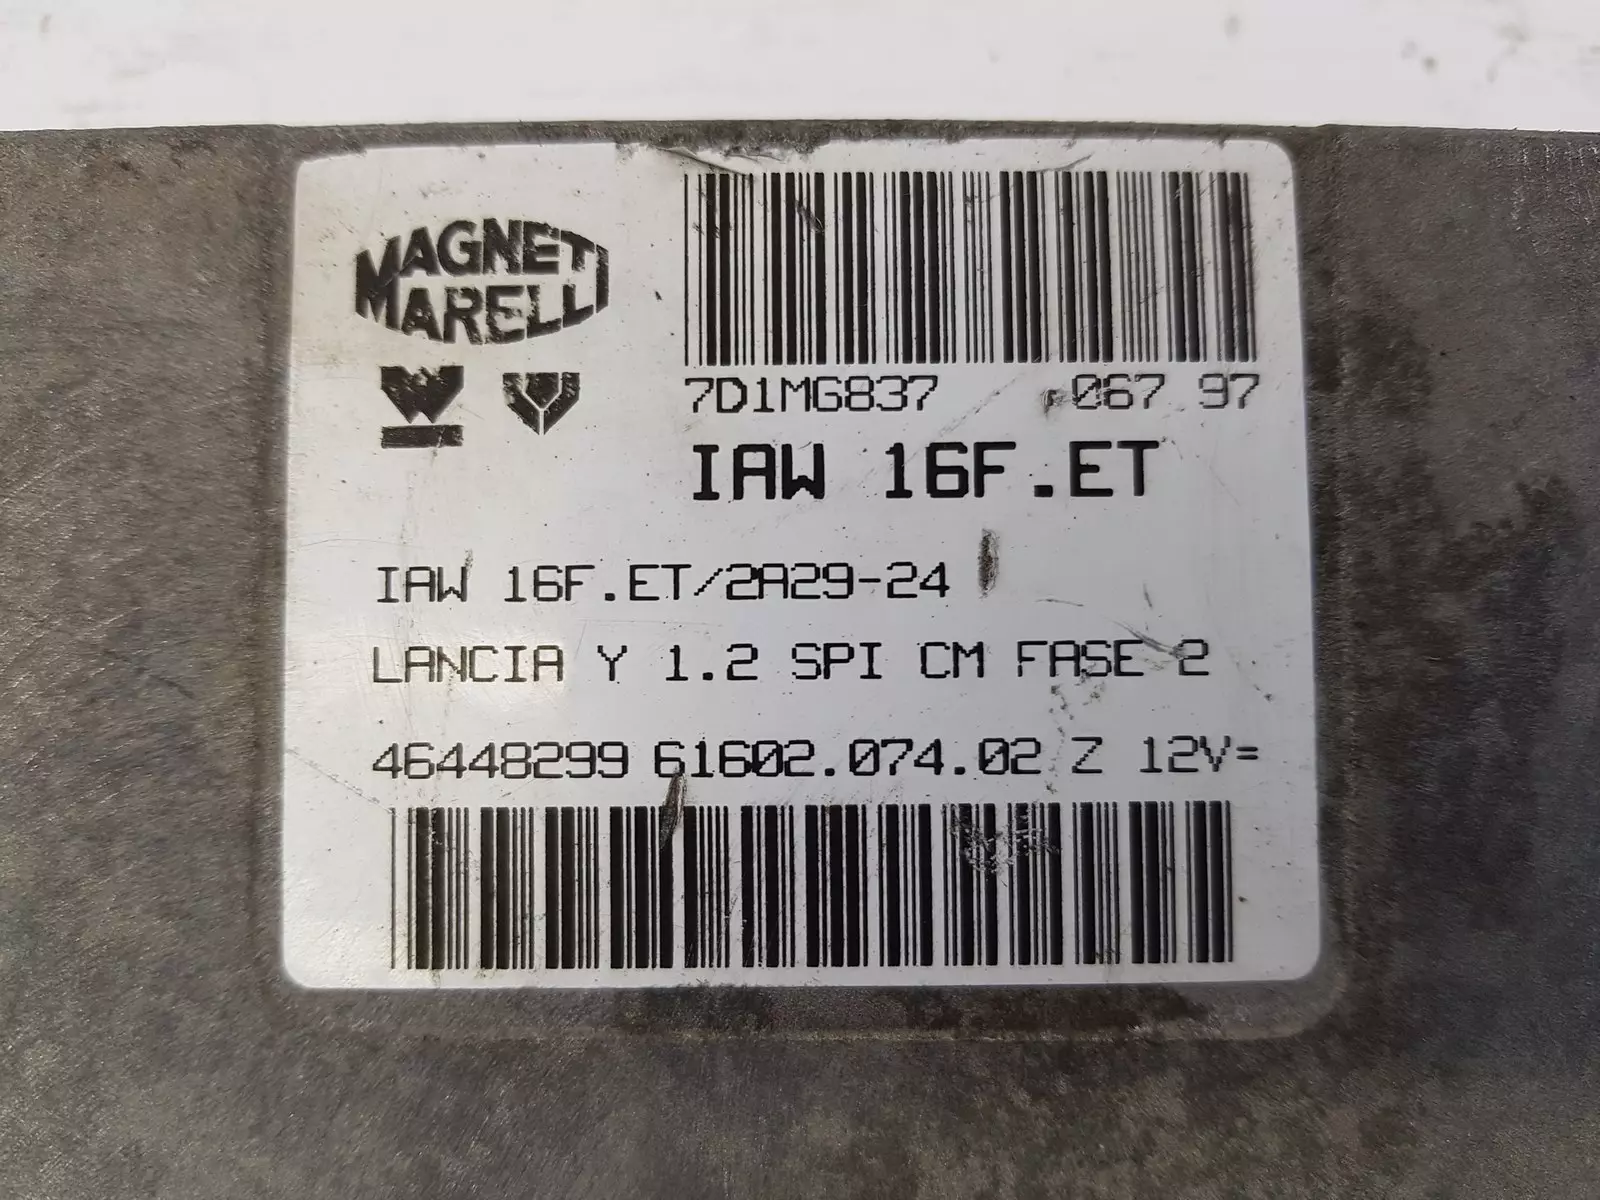 MAGNETI
MARELLI
W
7D1MG837 067 97
IAW 16F.ET
IAW 16F.ET/2A29-24
LANCIA Y 1.2 SPI CM FASE 2
46448299 61602.074.02 Z 12V=